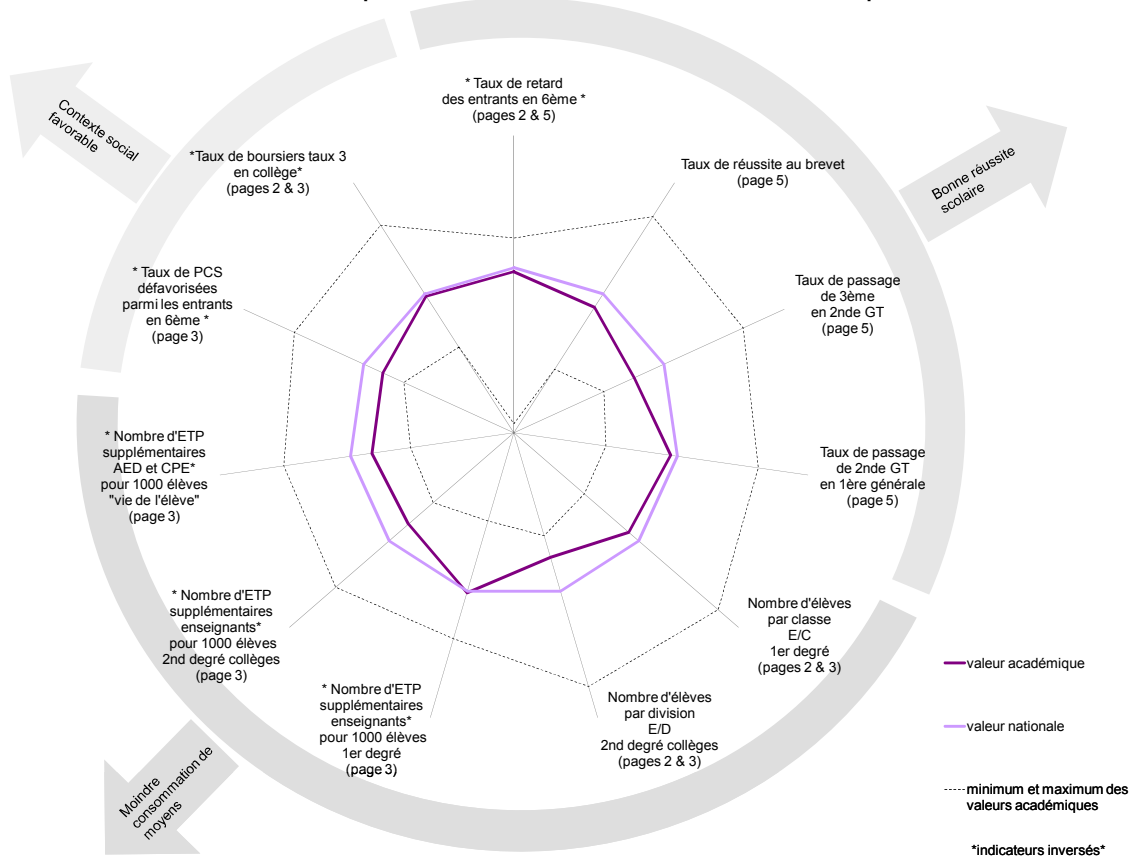 * Taux de retard
des entrants en 6ème *
(pages 2 & 5)
Taux de réussite au brevet
(page 5)
Taux de passage
de 3ème
en 2nde GT
(page 5)
Taux de passage
de 2nde GT
en 1ère générale
(page 5)
Nombre d'élèves
par classe
E/C
1er degré
(pages 2 & 3)
Nombre d'élèves
par division
E/D
2nd degré collèges
(pages 2 & 3)
* Nombre d'ETP
supplémentaires
enseignants*
pour 1000 élèves
1er degré
(page 3)
* Nombre d'ETP
supplémentaires
enseignants*
pour 1000 élèves
2nd degré collèges
(page 3)
* Nombre d'ETP
supplémentaires
AED et CPE*
pour 1000 élèves
"vie de l'élève"
(page 3)
* Taux de PCS
défavorisées
parmi les entrants
en 6ème *
(page 3)
*Taux de boursiers taux 3
en collège*
(pages 2 & 3)
Contexte social
favorable
Bonne réussite
scolaire
Moindre
consommation de
moyens
valeur académique
valeur nationale
minimum et maximum des
valeurs académiques
*indicateurs inversés*